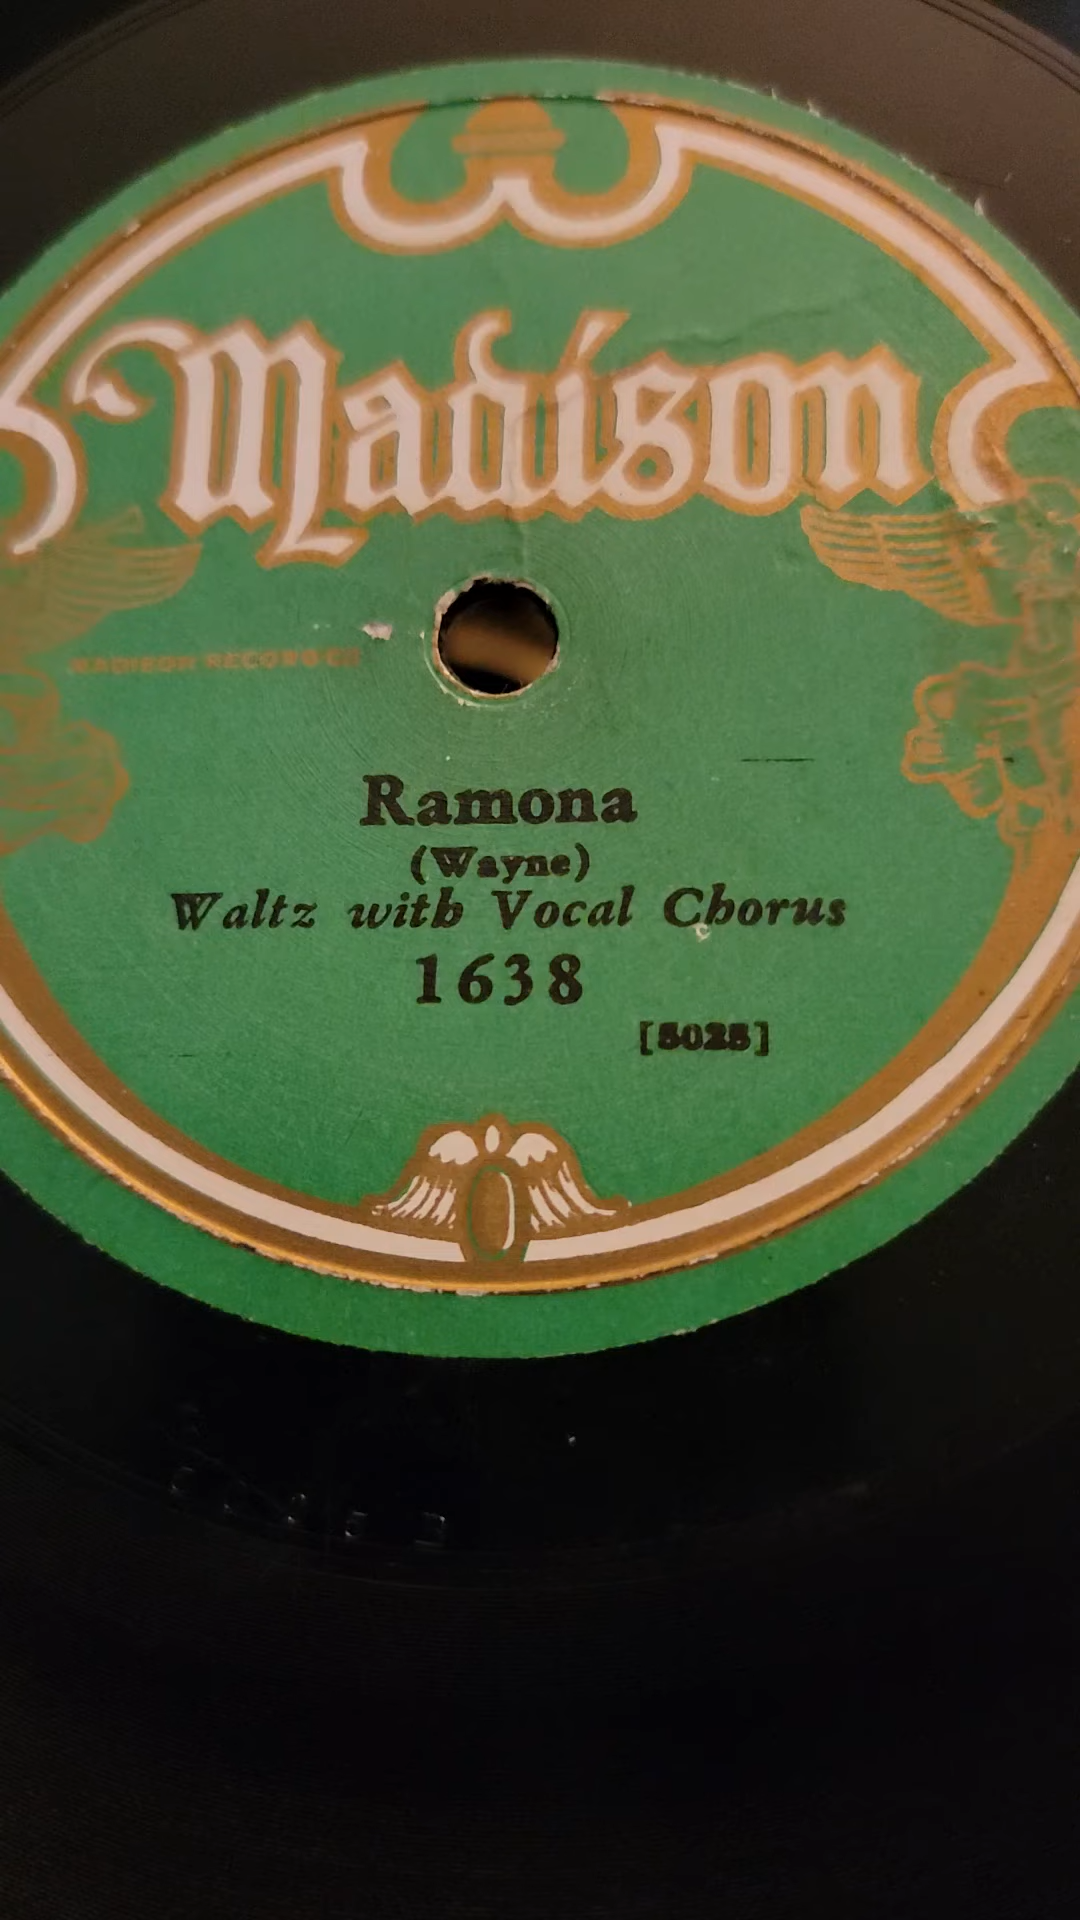 Madison
MADISON RECORD CO.
Ramona
(Wayne)
Waltz with Vocal Chorus
1638
[5025]